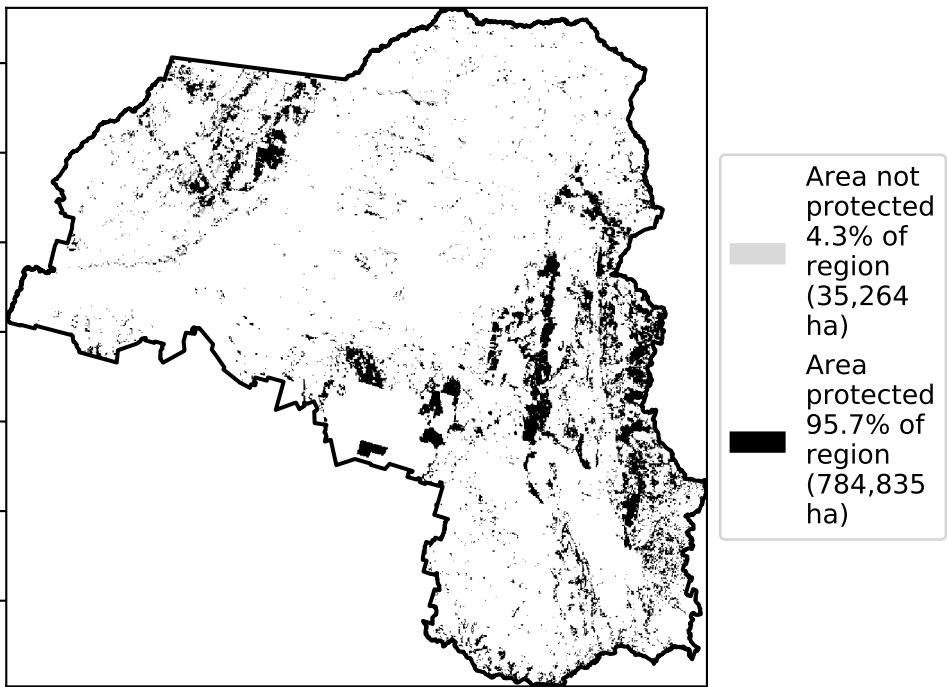 Area not
protected
4.3% of
region
(35,264
ha)
Area
protected
95.7% of
region
(784,835
ha)